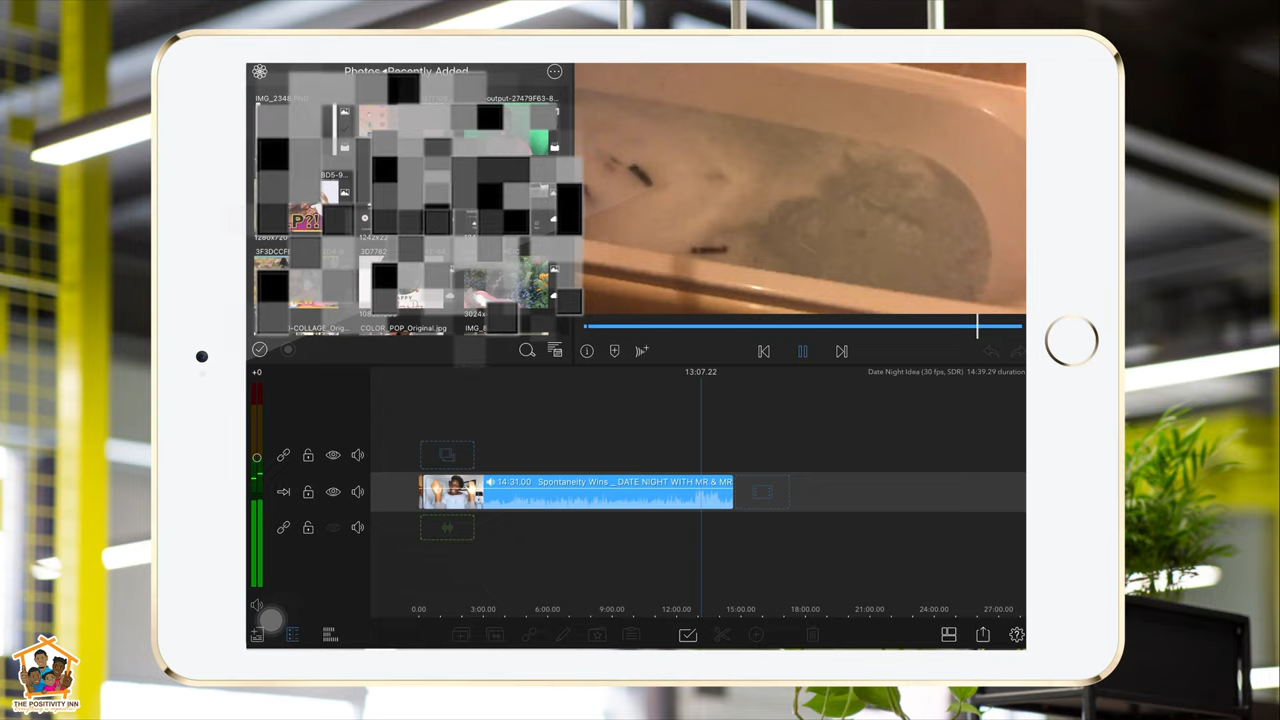 Photos ◂ Recently Added
IMG_2348.PNG
output-27479F63-8...
BD5-9...
P?!
1280x720
1242x22
3F3DCCF
3D7782
APPY
3024x
COLOR_POP_Original.jpg
+0
13:07.22
Date Night Idea (30 fps, SDR) 14:39.29 duration
14:31.00 Spontaneity Wins _ DATE NIGHT WITH MR & MR
0.00 3:00.00 6:00.00 9:00.00 12:00.00 15:00.00 18:00.00 21:00.00 24:00.00 27:00.00
THE POSITIVITY INN